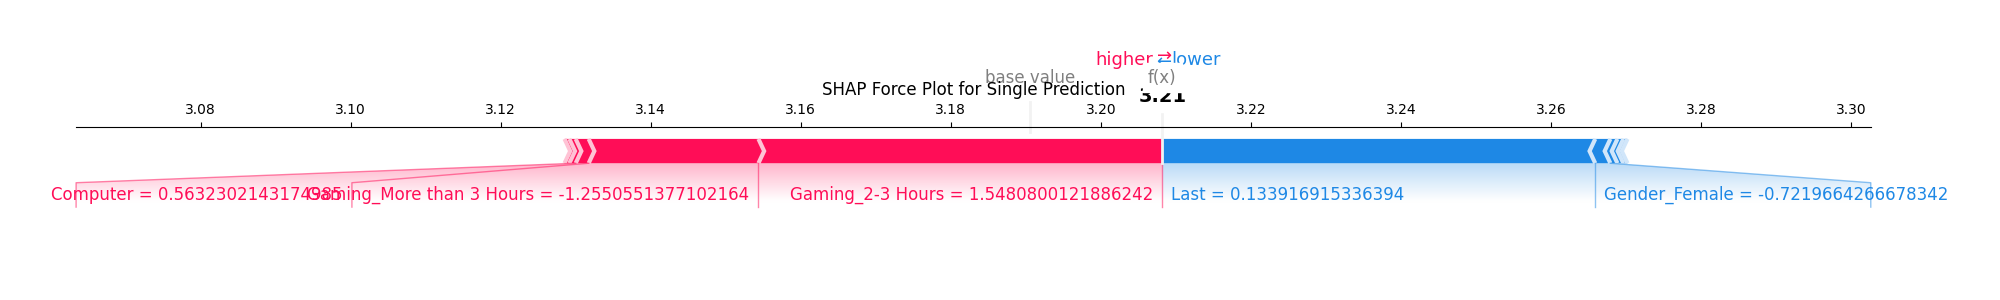 higher ⇄ lower
base value f(x)
SHAP Force Plot for Single Prediction 3.21
3.08 3.10 3.12 3.14 3.16 3.18 3.20 3.22 3.24 3.26 3.28 3.30
Computer = 0.5632302143174985 Gaming_More than 3 Hours = -1.2550551377102164 Gaming_2-3 Hours = 1.5480800121886242 Last = 0.133916915336394 Gender_Female = -0.7219664266678342